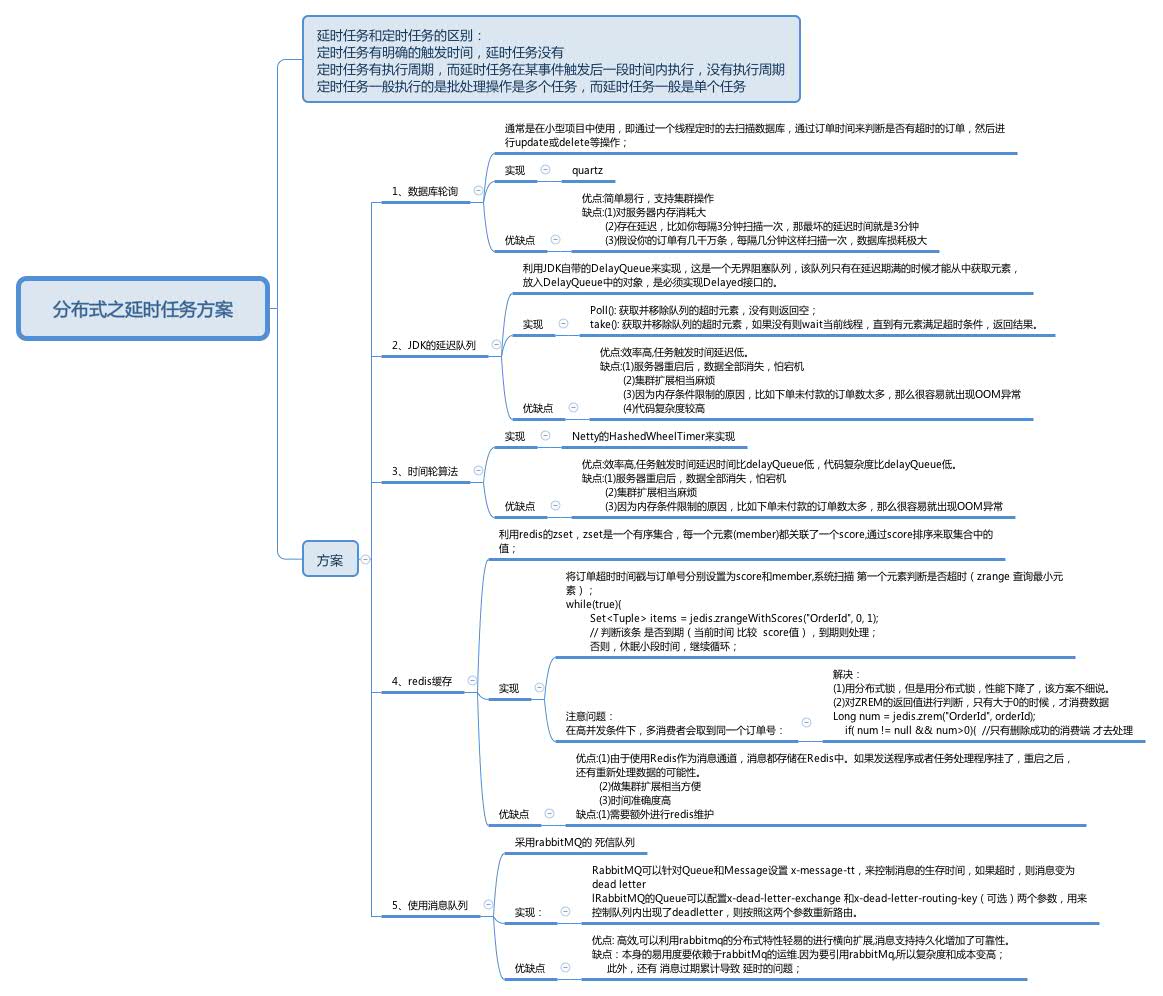 延时任务和定时任务的区别：
定时任务有明确的触发时间，延时任务没有
定时任务有执行周期，而延时任务在某事件触发后一段时间内执行，没有执行周期
定时任务一般执行的是批处理操作是多个任务，而延时任务一般是单个任务
分布式之延时任务方案
方案
1、数据库轮询
通常是在小型项目中使用，即通过一个线程定时的去扫描数据库，通过订单时间来判断是否有超时的订单，然后进
行update或delete等操作；
实现
quartz
优缺点
优点:简单易行，支持集群操作
缺点:(1)对服务器内存消耗大
(2)存在延迟，比如你每隔3分钟扫描一次，那最坏的延迟时间就是3分钟
(3)假设你的订单有几千万条，每隔几分钟这样扫描一次，数据库损耗极大
2、JDK的延迟队列
利用JDK自带的DelayQueue来实现，这是一个无界阻塞队列，该队列只有在延迟期满的时候才能从中获取元素，
放入DelayQueue中的对象，是必须实现Delayed接口的。
实现
Poll(): 获取并移除队列的超时元素，没有则返回空；
take(): 获取并移除队列的超时元素，如果没有则wait当前线程，直到有元素满足超时条件，返回结果。
优缺点
优点:效率高,任务触发时间延迟低。
缺点:(1)服务器重启后，数据全部消失，怕宕机
(2)集群扩展相当麻烦
(3)因为内存条件限制的原因，比如下单未付款的订单数太多，那么很容易就出现OOM异常
(4)代码复杂度较高
3、时间轮算法
实现
Netty的HashedWheelTimer来实现
优缺点
优点:效率高,任务触发时间延迟时间比delayQueue低，代码复杂度比delayQueue低。
缺点:(1)服务器重启后，数据全部消失，怕宕机
(2)集群扩展相当麻烦
(3)因为内存条件限制的原因，比如下单未付款的订单数太多，那么很容易就出现OOM异常
4、redis缓存
利用redis的zset，zset是一个有序集合，每一个元素(member)都关联了一个score,通过score排序来取集合中的
值；
实现
将订单超时时间戳与订单号分别设置为score和member,系统扫描 第一个元素判断是否超时（ zrange 查询最小元
素 ）；
while(true){
Set<Tuple> items = jedis.zrangeWithScores("OrderId", 0, 1);
// 判断该条 是否到期（ 当前时间 比较 score值 ），到期则处理；
否则，休眠小段时间，继续循环；
注意问题：
在高并发条件下，多消费者会取到同一个订单号：
解决：
(1)用分布式锁，但是用分布式锁，性能下降了，该方案不细说。
(2)对ZREM的返回值进行判断，只有大于0的时候，才消费数据
Long num = jedis.zrem("OrderId", orderId);
if( num != null && num>0){ //只有删除成功的消费端 才去处理
优缺点
优点:(1)由于使用Redis作为消息通道，消息都存储在Redis中。如果发送程序或者任务处理程序挂了，重启之后，
还有重新处理数据的可能性。
(2)做集群扩展相当方便
(3)时间准确度高
缺点:(1)需要额外进行redis维护
5、使用消息队列
采用rabbitMQ的 死信队列
实现：
RabbitMQ可以针对Queue和Message设置 x-message-tt，来控制消息的生存时间，如果超时，则消息变为
dead letter
lRabbitMQ的Queue可以配置x-dead-letter-exchange 和x-dead-letter-routing-key（ 可选 ）两个参数，用来
控制队列内出现了deadletter，则按照这两个参数重新路由。
优缺点
优点: 高效,可以利用rabbitmq的分布式特性轻易的进行横向扩展,消息支持持久化增加了可靠性。
缺点：本身的易用度要依赖于rabbitMq的运维.因为要引用rabbitMq,所以复杂度和成本变高；
此外，还有 消息过期累计导致 延时的问题；